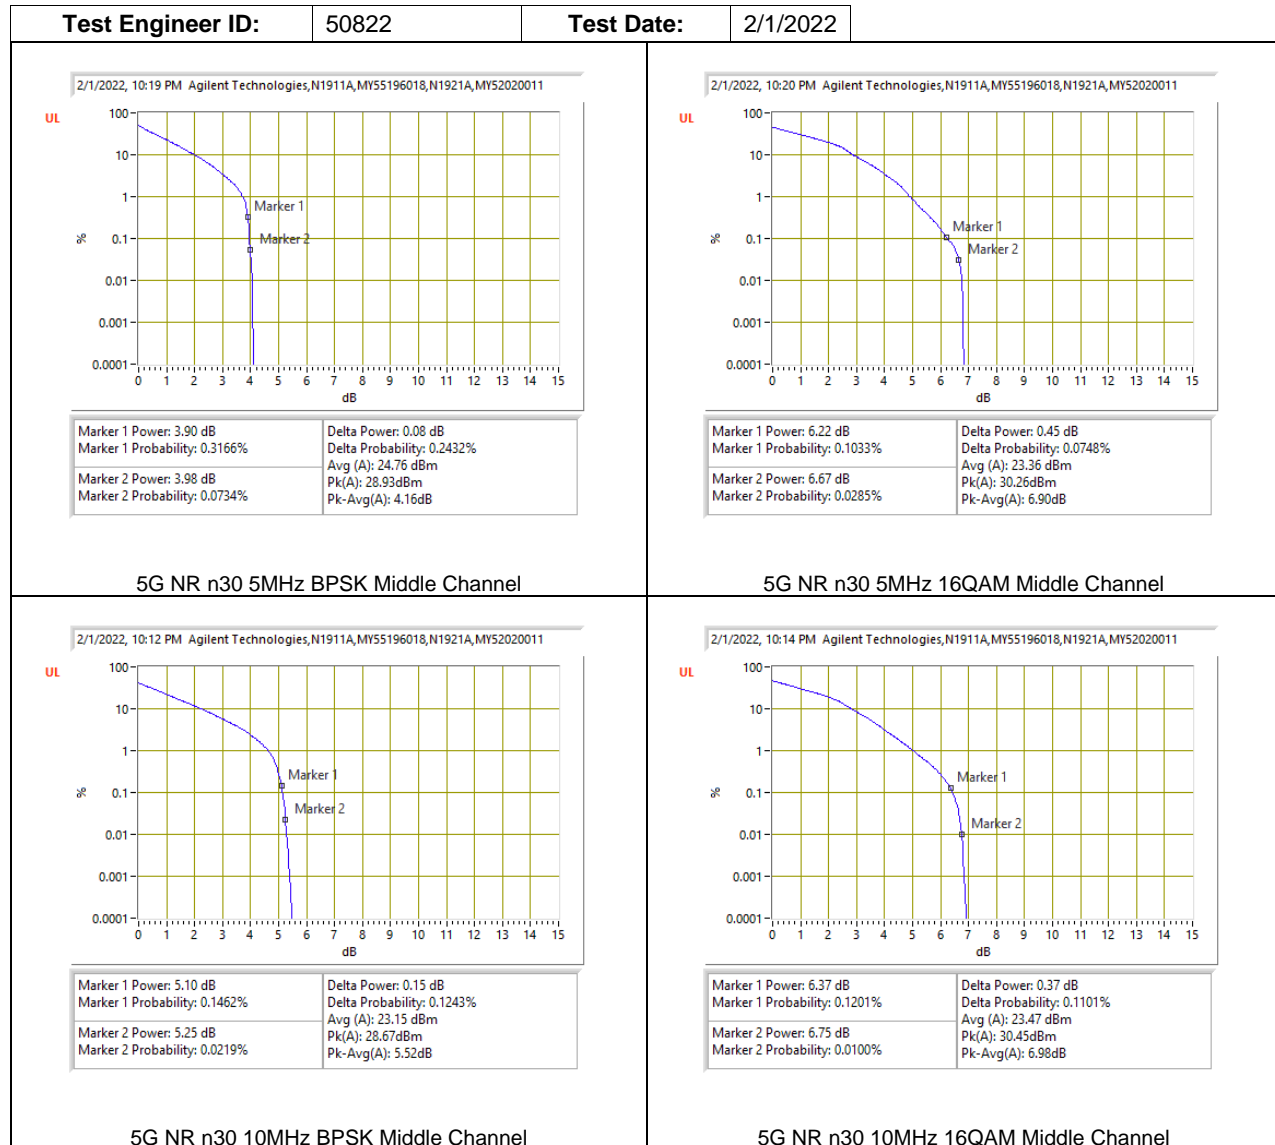 Test Engineer ID: 50822 Test Date: 2/1/2022
2/1/2022, 10:19 PM Agilent Technologies,N1911A,MY55196018,N1921A,MY52020011
UL
100
10
1
0.1
0.01
0.001
0.0001
%
Marker 1
Marker 2
0 1 2 3 4 5 6 7 8 9 10 11 12 13 14 15
dB
Marker 1 Power: 3.90 dB
Marker 1 Probability: 0.3166%
Marker 2 Power: 3.98 dB
Marker 2 Probability: 0.0734%
Delta Power: 0.08 dB
Delta Probability: 0.2432%
Avg (A): 24.76 dBm
Pk(A): 28.93dBm
Pk-Avg(A): 4.16dB
5G NR n30 5MHz BPSK Middle Channel
2/1/2022, 10:20 PM Agilent Technologies,N1911A,MY55196018,N1921A,MY52020011
UL
100
10
1
0.1
0.01
0.001
0.0001
%
Marker 1
Marker 2
0 1 2 3 4 5 6 7 8 9 10 11 12 13 14 15
dB
Marker 1 Power: 6.22 dB
Marker 1 Probability: 0.1033%
Marker 2 Power: 6.67 dB
Marker 2 Probability: 0.0285%
Delta Power: 0.45 dB
Delta Probability: 0.0748%
Avg (A): 23.36 dBm
Pk(A): 30.26dBm
Pk-Avg(A): 6.90dB
5G NR n30 5MHz 16QAM Middle Channel
2/1/2022, 10:12 PM Agilent Technologies,N1911A,MY55196018,N1921A,MY52020011
UL
100
10
1
0.1
0.01
0.001
0.0001
%
Marker 1
Marker 2
0 1 2 3 4 5 6 7 8 9 10 11 12 13 14 15
dB
Marker 1 Power: 5.10 dB
Marker 1 Probability: 0.1462%
Marker 2 Power: 5.25 dB
Marker 2 Probability: 0.0219%
Delta Power: 0.15 dB
Delta Probability: 0.1243%
Avg (A): 23.15 dBm
Pk(A): 28.67dBm
Pk-Avg(A): 5.52dB
5G NR n30 10MHz BPSK Middle Channel
2/1/2022, 10:14 PM Agilent Technologies,N1911A,MY55196018,N1921A,MY52020011
UL
100
10
1
0.1
0.01
0.001
0.0001
%
Marker 1
Marker 2
0 1 2 3 4 5 6 7 8 9 10 11 12 13 14 15
dB
Marker 1 Power: 6.37 dB
Marker 1 Probability: 0.1201%
Marker 2 Power: 6.75 dB
Marker 2 Probability: 0.0100%
Delta Power: 0.37 dB
Delta Probability: 0.1101%
Avg (A): 23.47 dBm
Pk(A): 30.45dBm
Pk-Avg(A): 6.98dB
5G NR n30 10MHz 16QAM Middle Channel